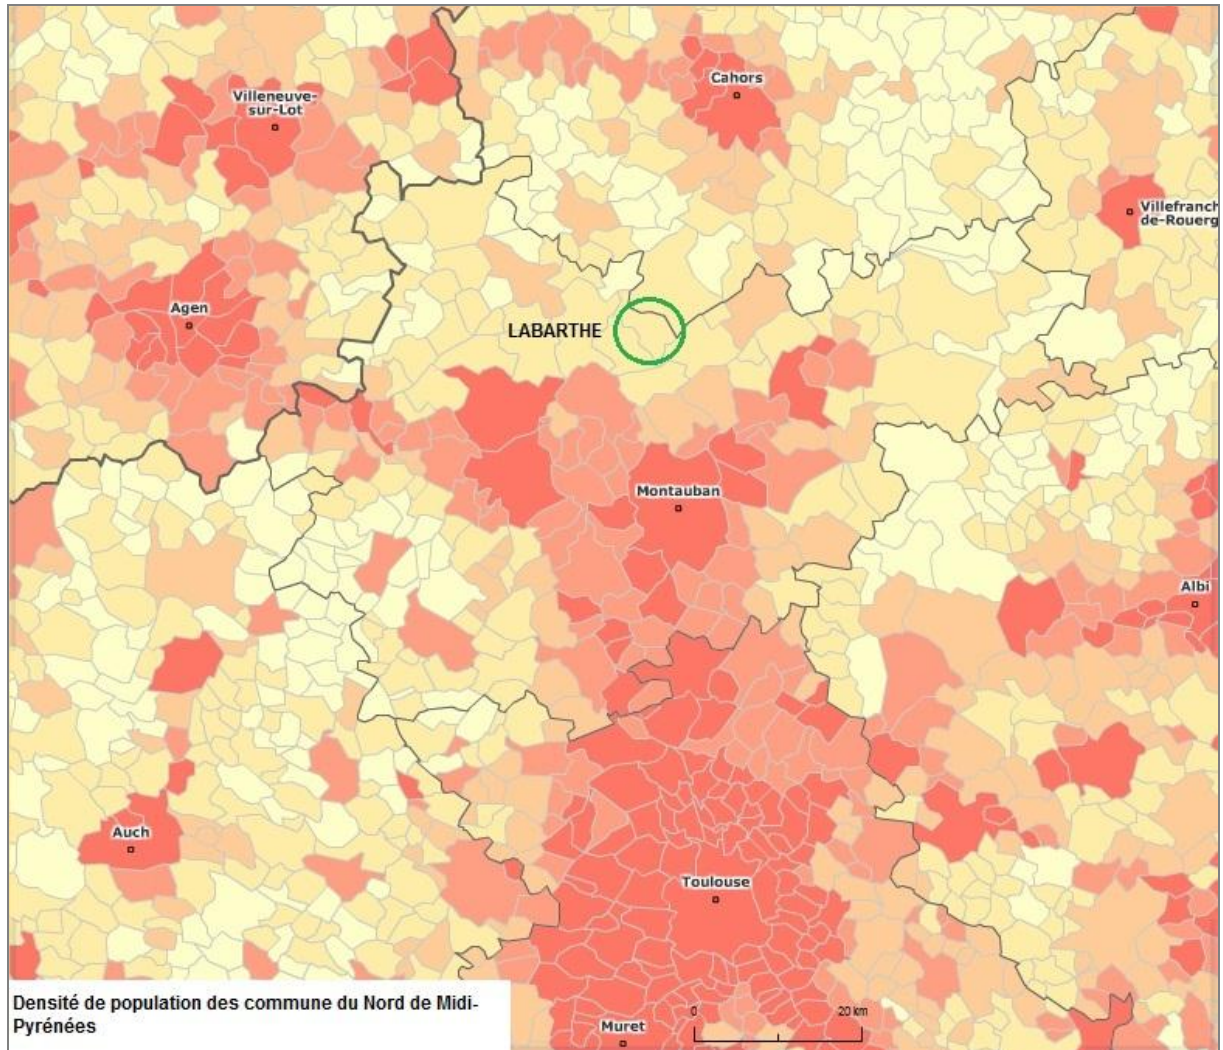 Cahors
Villeneuve-
sur-Lot
Villefranch
de-Rouerg
Agen
LABARTHE
Montauban
Albi
Auch
Toulouse
Densité de population des commune du Nord de Midi-
Pyrénées
0 20 km
Muret